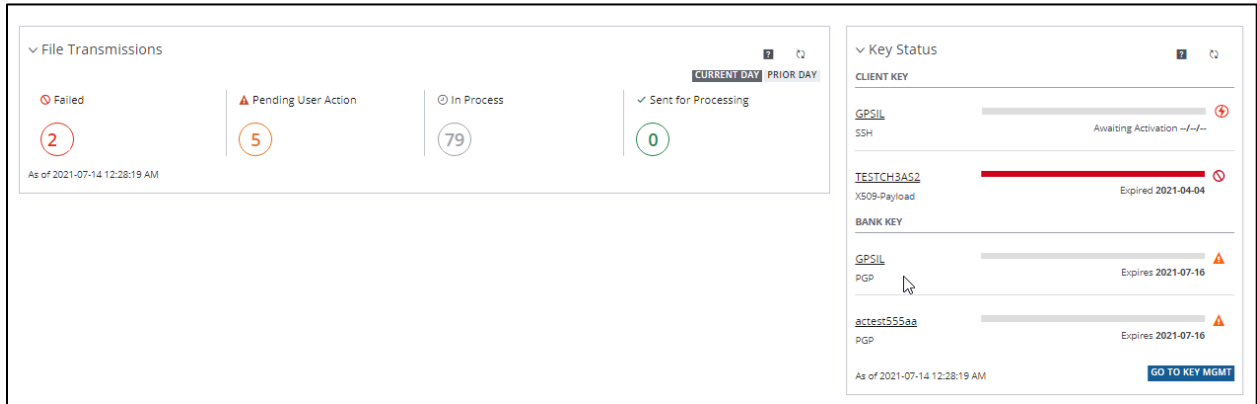 File Transmissions
?
CURRENT DAY PRIOR DAY
Failed
Pending User Action
In Process
Sent for Processing
2
5
79
0
As of 2021-07-14 12:28:19 AM
Key Status
?
CLIENT KEY
GPSIL
SSH
Awaiting Activation --/--/--
TESTCH3AS2
X509-Payload
Expired 2021-04-04
BANK KEY
GPSIL
PGP
Expires 2021-07-16
actest555aa
PGP
Expires 2021-07-16
As of 2021-07-14 12:28:19 AM
GO TO KEY MGMT